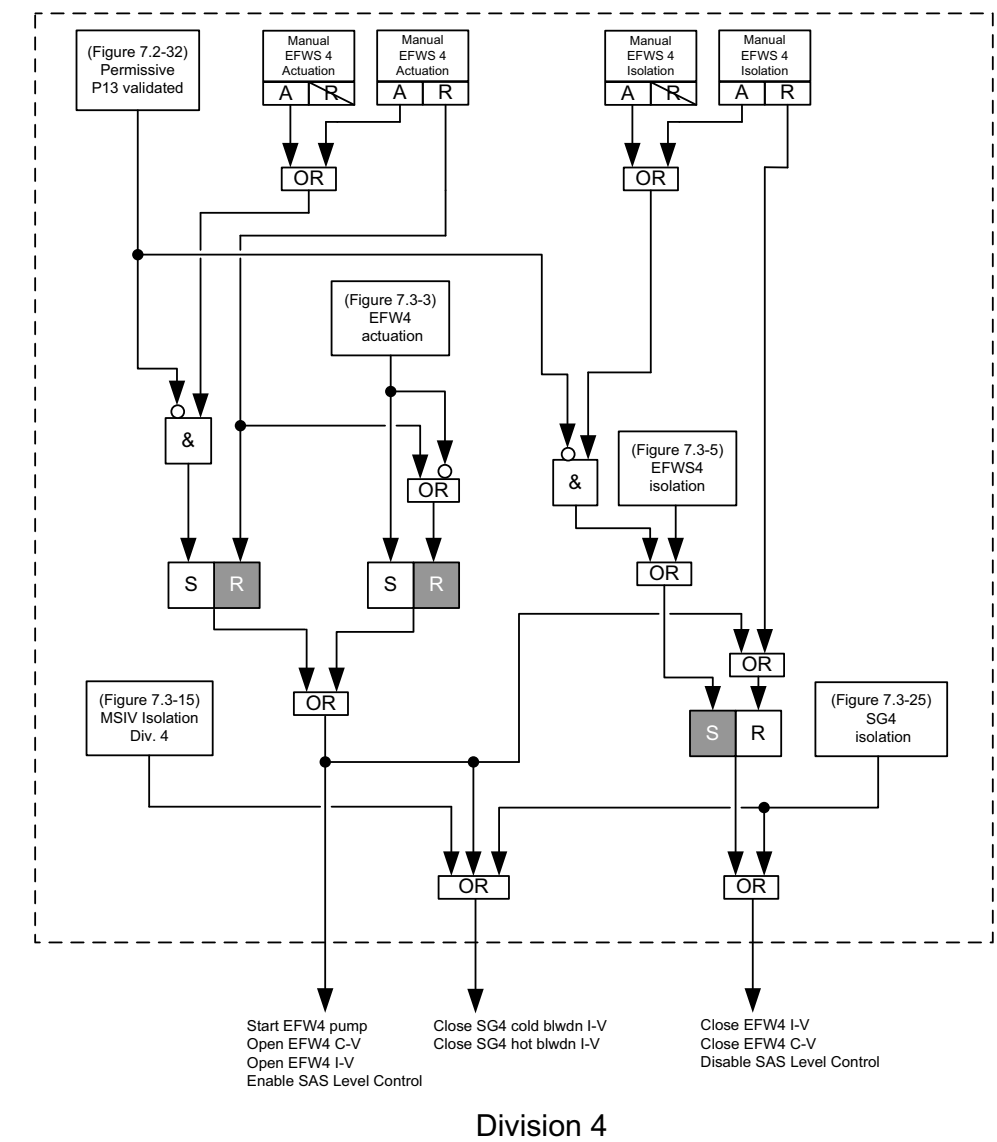 (Figure 7.2-32)
Permissive
P13 validated
Manual
EFWS 4
Actuation
A R
Manual
EFWS 4
Actuation
A R
Manual
EFWS 4
Isolation
A R
Manual
EFWS 4
Isolation
A R
OR
OR
(Figure 7.3-3)
EFW4
actuation
&
OR
&
(Figure 7.3-5)
EFWS4
isolation
S R
S R
OR
OR
OR
(Figure 7.3-15)
MSIV Isolation
Div. 4
S R
(Figure 7.3-25)
SG4
isolation
OR
OR
Start EFW4 pump
Open EFW4 C-V
Open EFW4 I-V
Enable SAS Level Control
Close SG4 cold blwdn I-V
Close SG4 hot blwdn I-V
Close EFW4 I-V
Close EFW4 C-V
Disable SAS Level Control
Division 4